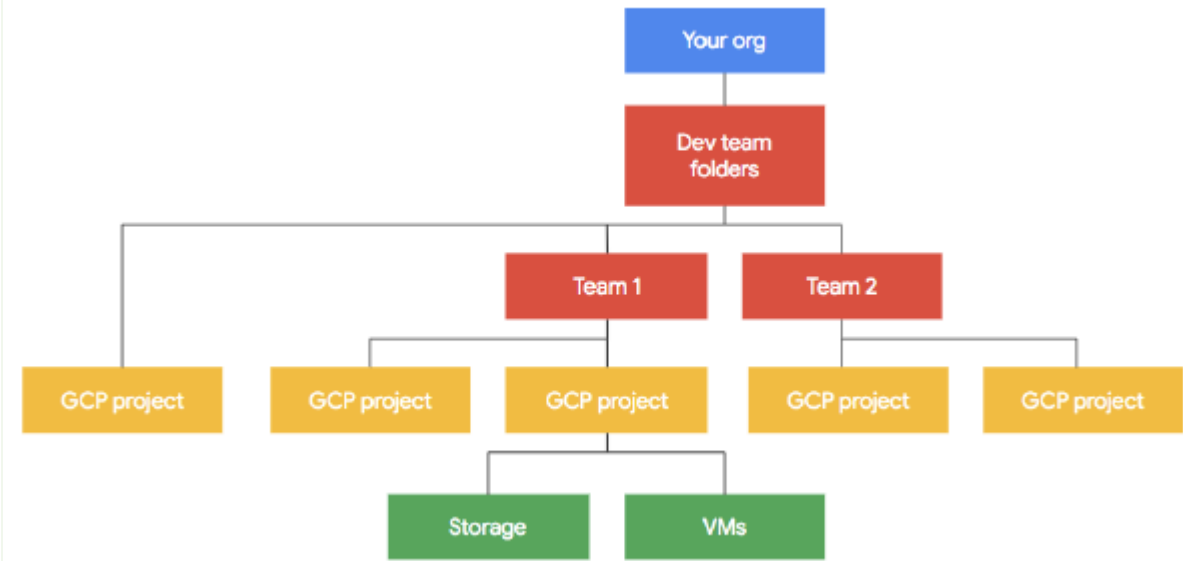 Your org
Dev team
folders
Team 1
Team 2
GCP project
GCP project
GCP project
GCP project
GCP project
Storage
VMs